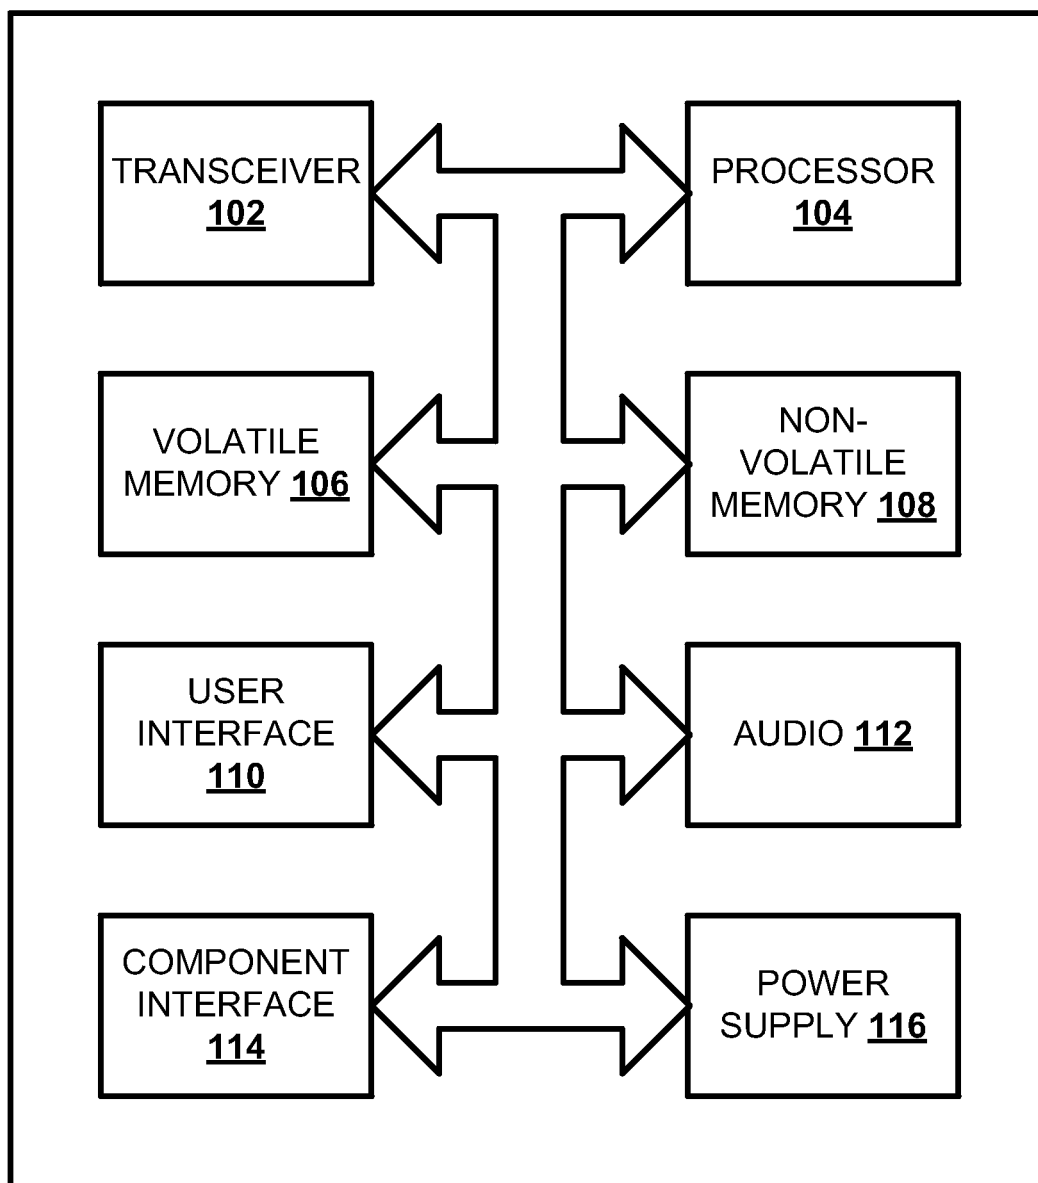 TRANSCEIVER
102
PROCESSOR
104
VOLATILE
MEMORY 106
NON-
VOLATILE
MEMORY 108
USER
INTERFACE
110
AUDIO 112
COMPONENT
INTERFACE
114
POWER
SUPPLY 116